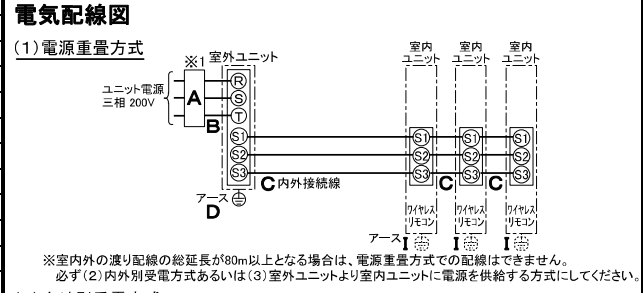 電気配線図
(1)電源重畳方式
※1 室外ユニット
室内 室内 室内
ユニット ユニット ユニット
ユニット電源
三相 200V
A
B
R
S
T
S1 S1 S1 S1
S2 S2 S2 S2
S3 S3 S3 S3
C 内外接続線 C C
アース
D
ワイヤレス ワイヤレス ワイヤレス
リモコン リモコン リモコン
アース I I I
※室内外の渡り配線の総延長が80m以上となる場合は、電源重畳方式での配線はできません。
必ず(2)内外別受電方式あるいは(3)室外ユニットより室内ユニットに電源を供給する方式にしてください。